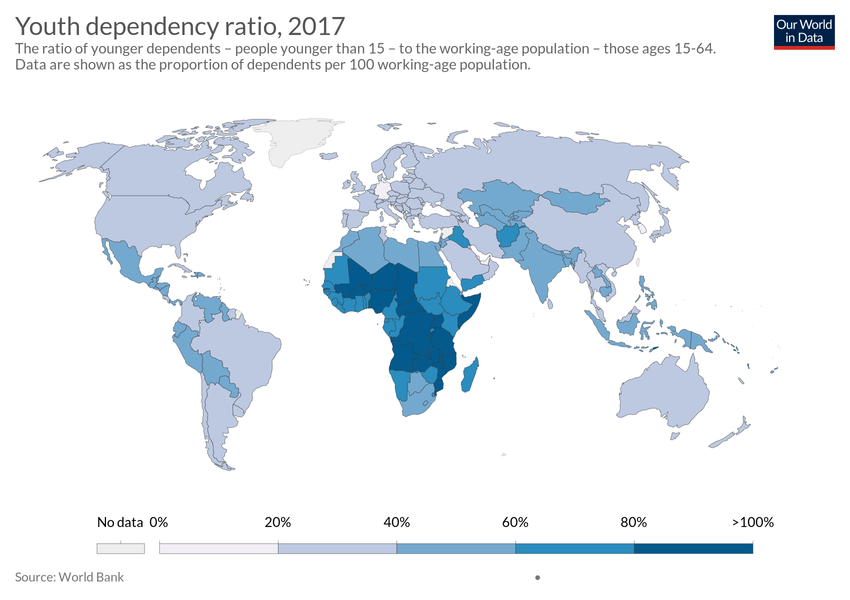 Youth dependency ratio, 2017
The ratio of younger dependents – people younger than 15 – to the working-age population – those ages 15-64.
Data are shown as the proportion of dependents per 100 working-age population.
Our World
in Data
No data 0% 20% 40% 60% 80% >100%
Source: World Bank